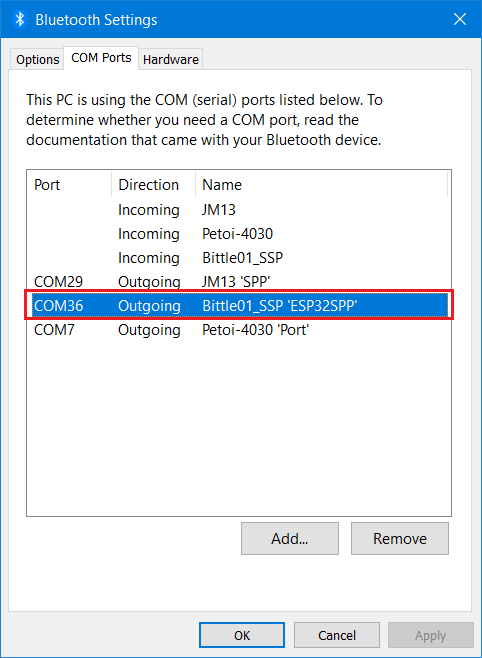 Bluetooth Settings
Options COM Ports Hardware
This PC is using the COM (serial) ports listed below. To
determine whether you need a COM port, read the
documentation that came with your Bluetooth device.
Port Direction Name
Incoming JM13
Incoming Petoi-4030
Incoming Bittle01_SSP
COM29 Outgoing JM13 'SPP'
COM36 Outgoing Bittle01_SSP 'ESP32SPP'
COM7 Outgoing Petoi-4030 'Port'
Add... Remove
OK Cancel Apply